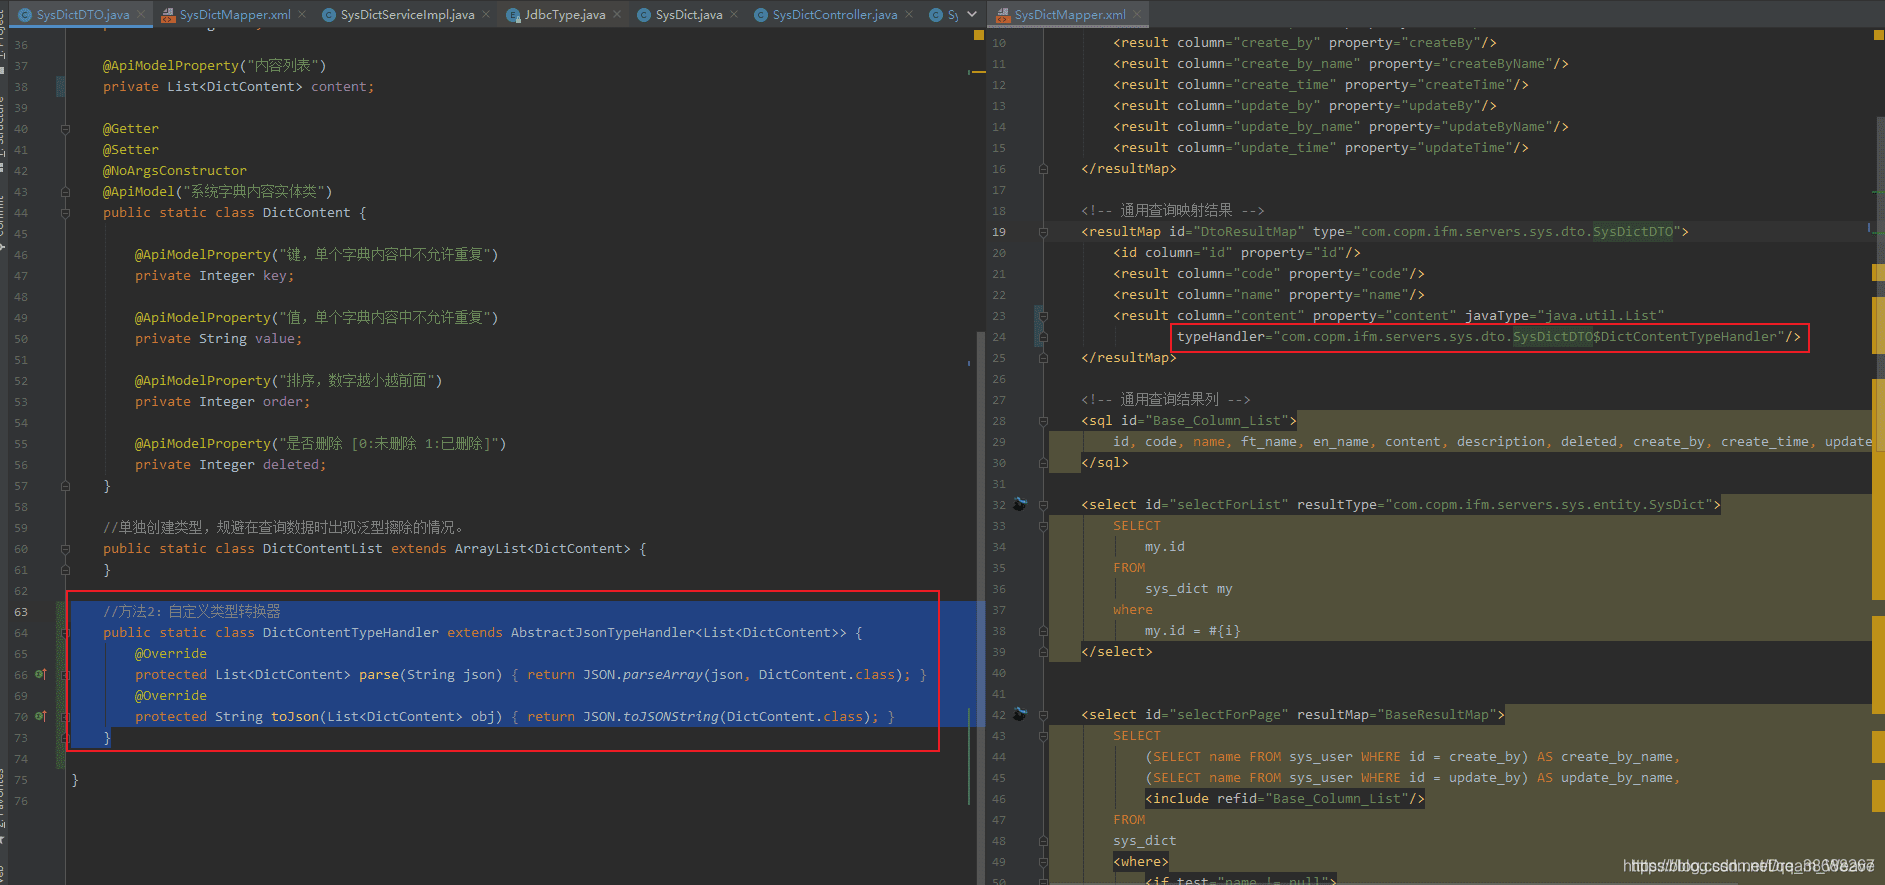 SysDictDTO.java
SysDictMapper.xml
SysDictServiceImpl.java
JdbcType.java
SysDict.java
SysDictController.java
Sy
36
37 @ApiModelProperty("内容列表")
38 private List<DictContent> content;
39
40 @Getter
41 @Setter
42 @NoArgsConstructor
43 @ApiModel("系统字典内容实体类")
44 public static class DictContent {
45
46 @ApiModelProperty("键，单个字典内容中不允许重复")
47 private Integer key;
48
49 @ApiModelProperty("值，单个字典内容中不允许重复")
50 private String value;
51
52 @ApiModelProperty("排序，数字越小越前面")
53 private Integer order;
54
55 @ApiModelProperty("是否删除 [0:未删除 1:已删除]")
56 private Integer deleted;
57 }
58
59 //单独创建类型，规避在查询数据时出现泛型擦除的情况。
60 public static class DictContentList extends ArrayList<DictContent> {
61 }
62
63 //方法2：自定义类型转换器
64 public static class DictContentTypeHandler extends AbstractJsonTypeHandler<List<DictContent>> {
65 @Override
66 protected List<DictContent> parse(String json) { return JSON.parseArray(json, DictContent.class); }
69 @Override
70 protected String toJson(List<DictContent> obj) { return JSON.toJSONString(DictContent.class); }
73 }
74
75 }
76
SysDictMapper.xml
10 <result column="create_by" property="createBy"/>
11 <result column="create_by_name" property="createByName"/>
12 <result column="create_time" property="createTime"/>
13 <result column="update_by" property="updateBy"/>
14 <result column="update_by_name" property="updateByName"/>
15 <result column="update_time" property="updateTime"/>
16 </resultMap>
17
18 <!-- 通用查询映射结果 -->
19 <resultMap id="DtoResultMap" type="com.copm.ifm.servers.sys.dto.SysDictDTO">
20 <id column="id" property="id"/>
21 <result column="code" property="code"/>
22 <result column="name" property="name"/>
23 <result column="content" property="content" javaType="java.util.List"
24 typeHandler="com.copm.ifm.servers.sys.dto.SysDictDTO$DictContentTypeHandler"/>
25 </resultMap>
26
27 <!-- 通用查询结果列 -->
28 <sql id="Base_Column_List">
29 id, code, name, ft_name, en_name, content, description, deleted, create_by, create_time, update
30 </sql>
31
32 <select id="selectForList" resultType="com.copm.ifm.servers.sys.entity.SysDict">
33 SELECT
34 my.id
35 FROM
36 sys_dict my
37 where
38 my.id = #{i}
39 </select>
40
41
42 <select id="selectForPage" resultMap="BaseResultMap">
43 SELECT
44 (SELECT name FROM sys_user WHERE id = create_by) AS create_by_name,
45 (SELECT name FROM sys_user WHERE id = update_by) AS update_by_name,
46 <include refid="Base_Column_List"/>
47 FROM
48 sys_dict
49 <where>
50 <if test="name != null">